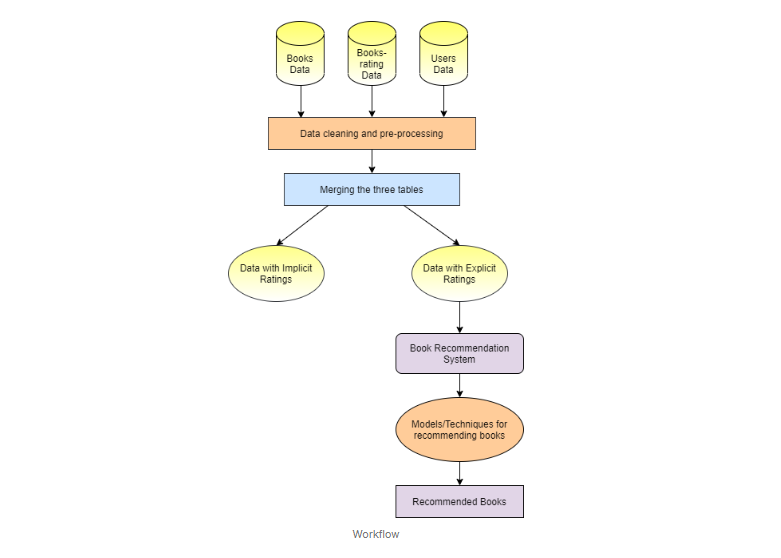 Books
Data
Books-
rating
Data
Users
Data
Data cleaning and pre-processing
Merging the three tables
Data with Implicit
Ratings
Data with Explicit
Ratings
Book Recommendation
System
Models/Techniques for
recommending books
Recommended Books
Workflow